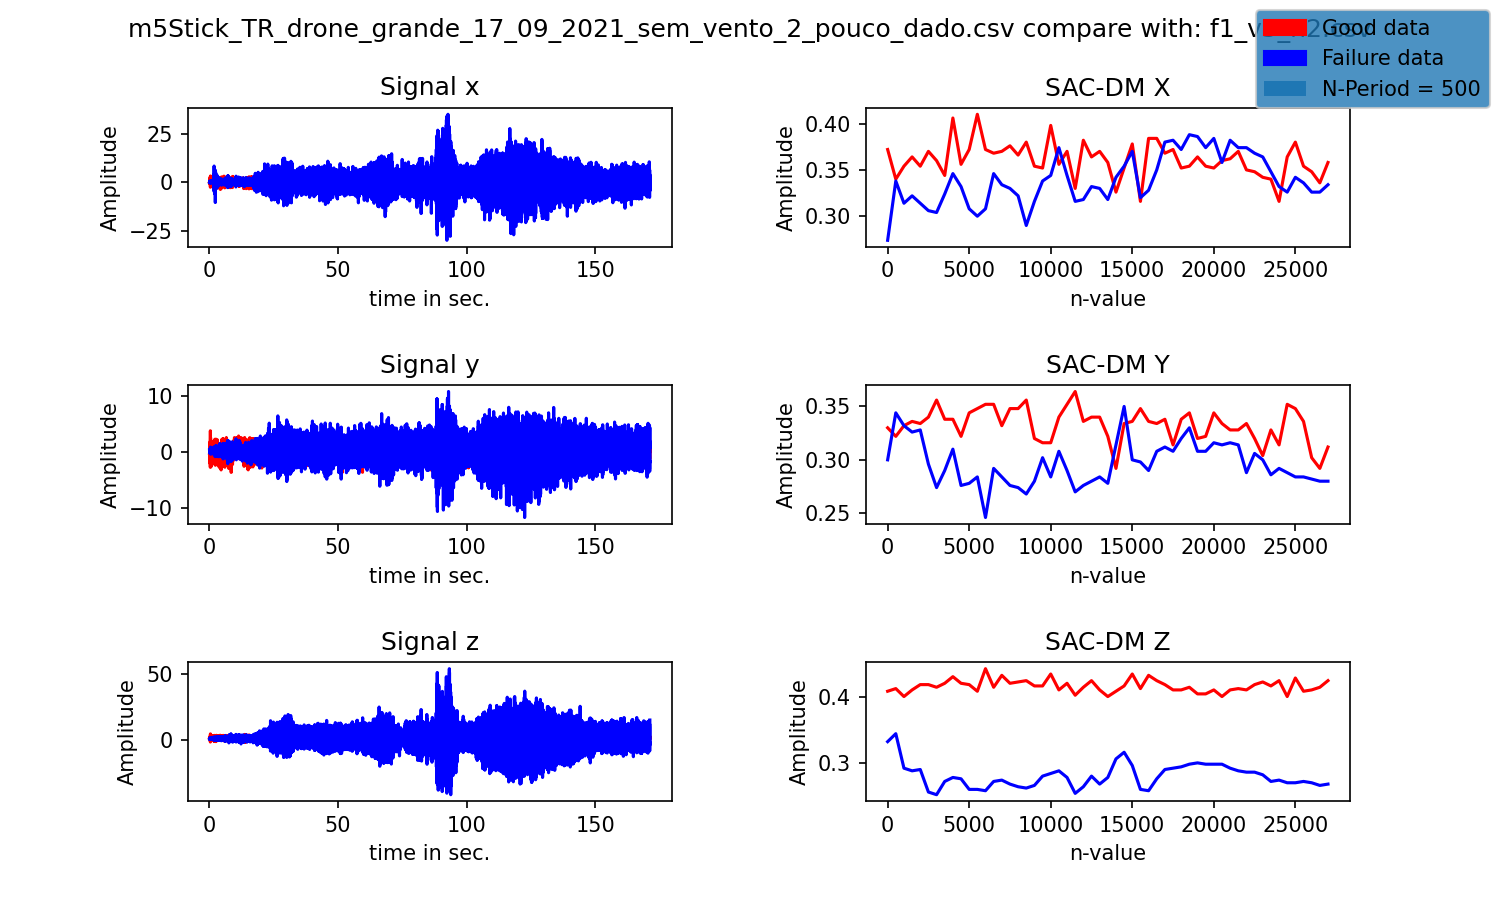 m5Stick_TR_drone_grande_17_09_2021_sem_vento_2_pouco_dado.csv compare with:
Good data
Failure data
N-Period = 500
Signal x
Amplitude
25
0
−25
0 50 100 150
time in sec.
SAC-DM X
Amplitude
0.40
0.35
0.30
0 5000 10000 15000 20000 25000
n-value
Signal y
Amplitude
10
0
−10
0 50 100 150
time in sec.
SAC-DM Y
Amplitude
0.35
0.30
0.25
0 5000 10000 15000 20000 25000
n-value
Signal z
Amplitude
50
0
0 50 100 150
time in sec.
SAC-DM Z
Amplitude
0.4
0.3
0 5000 10000 15000 20000 25000
n-value